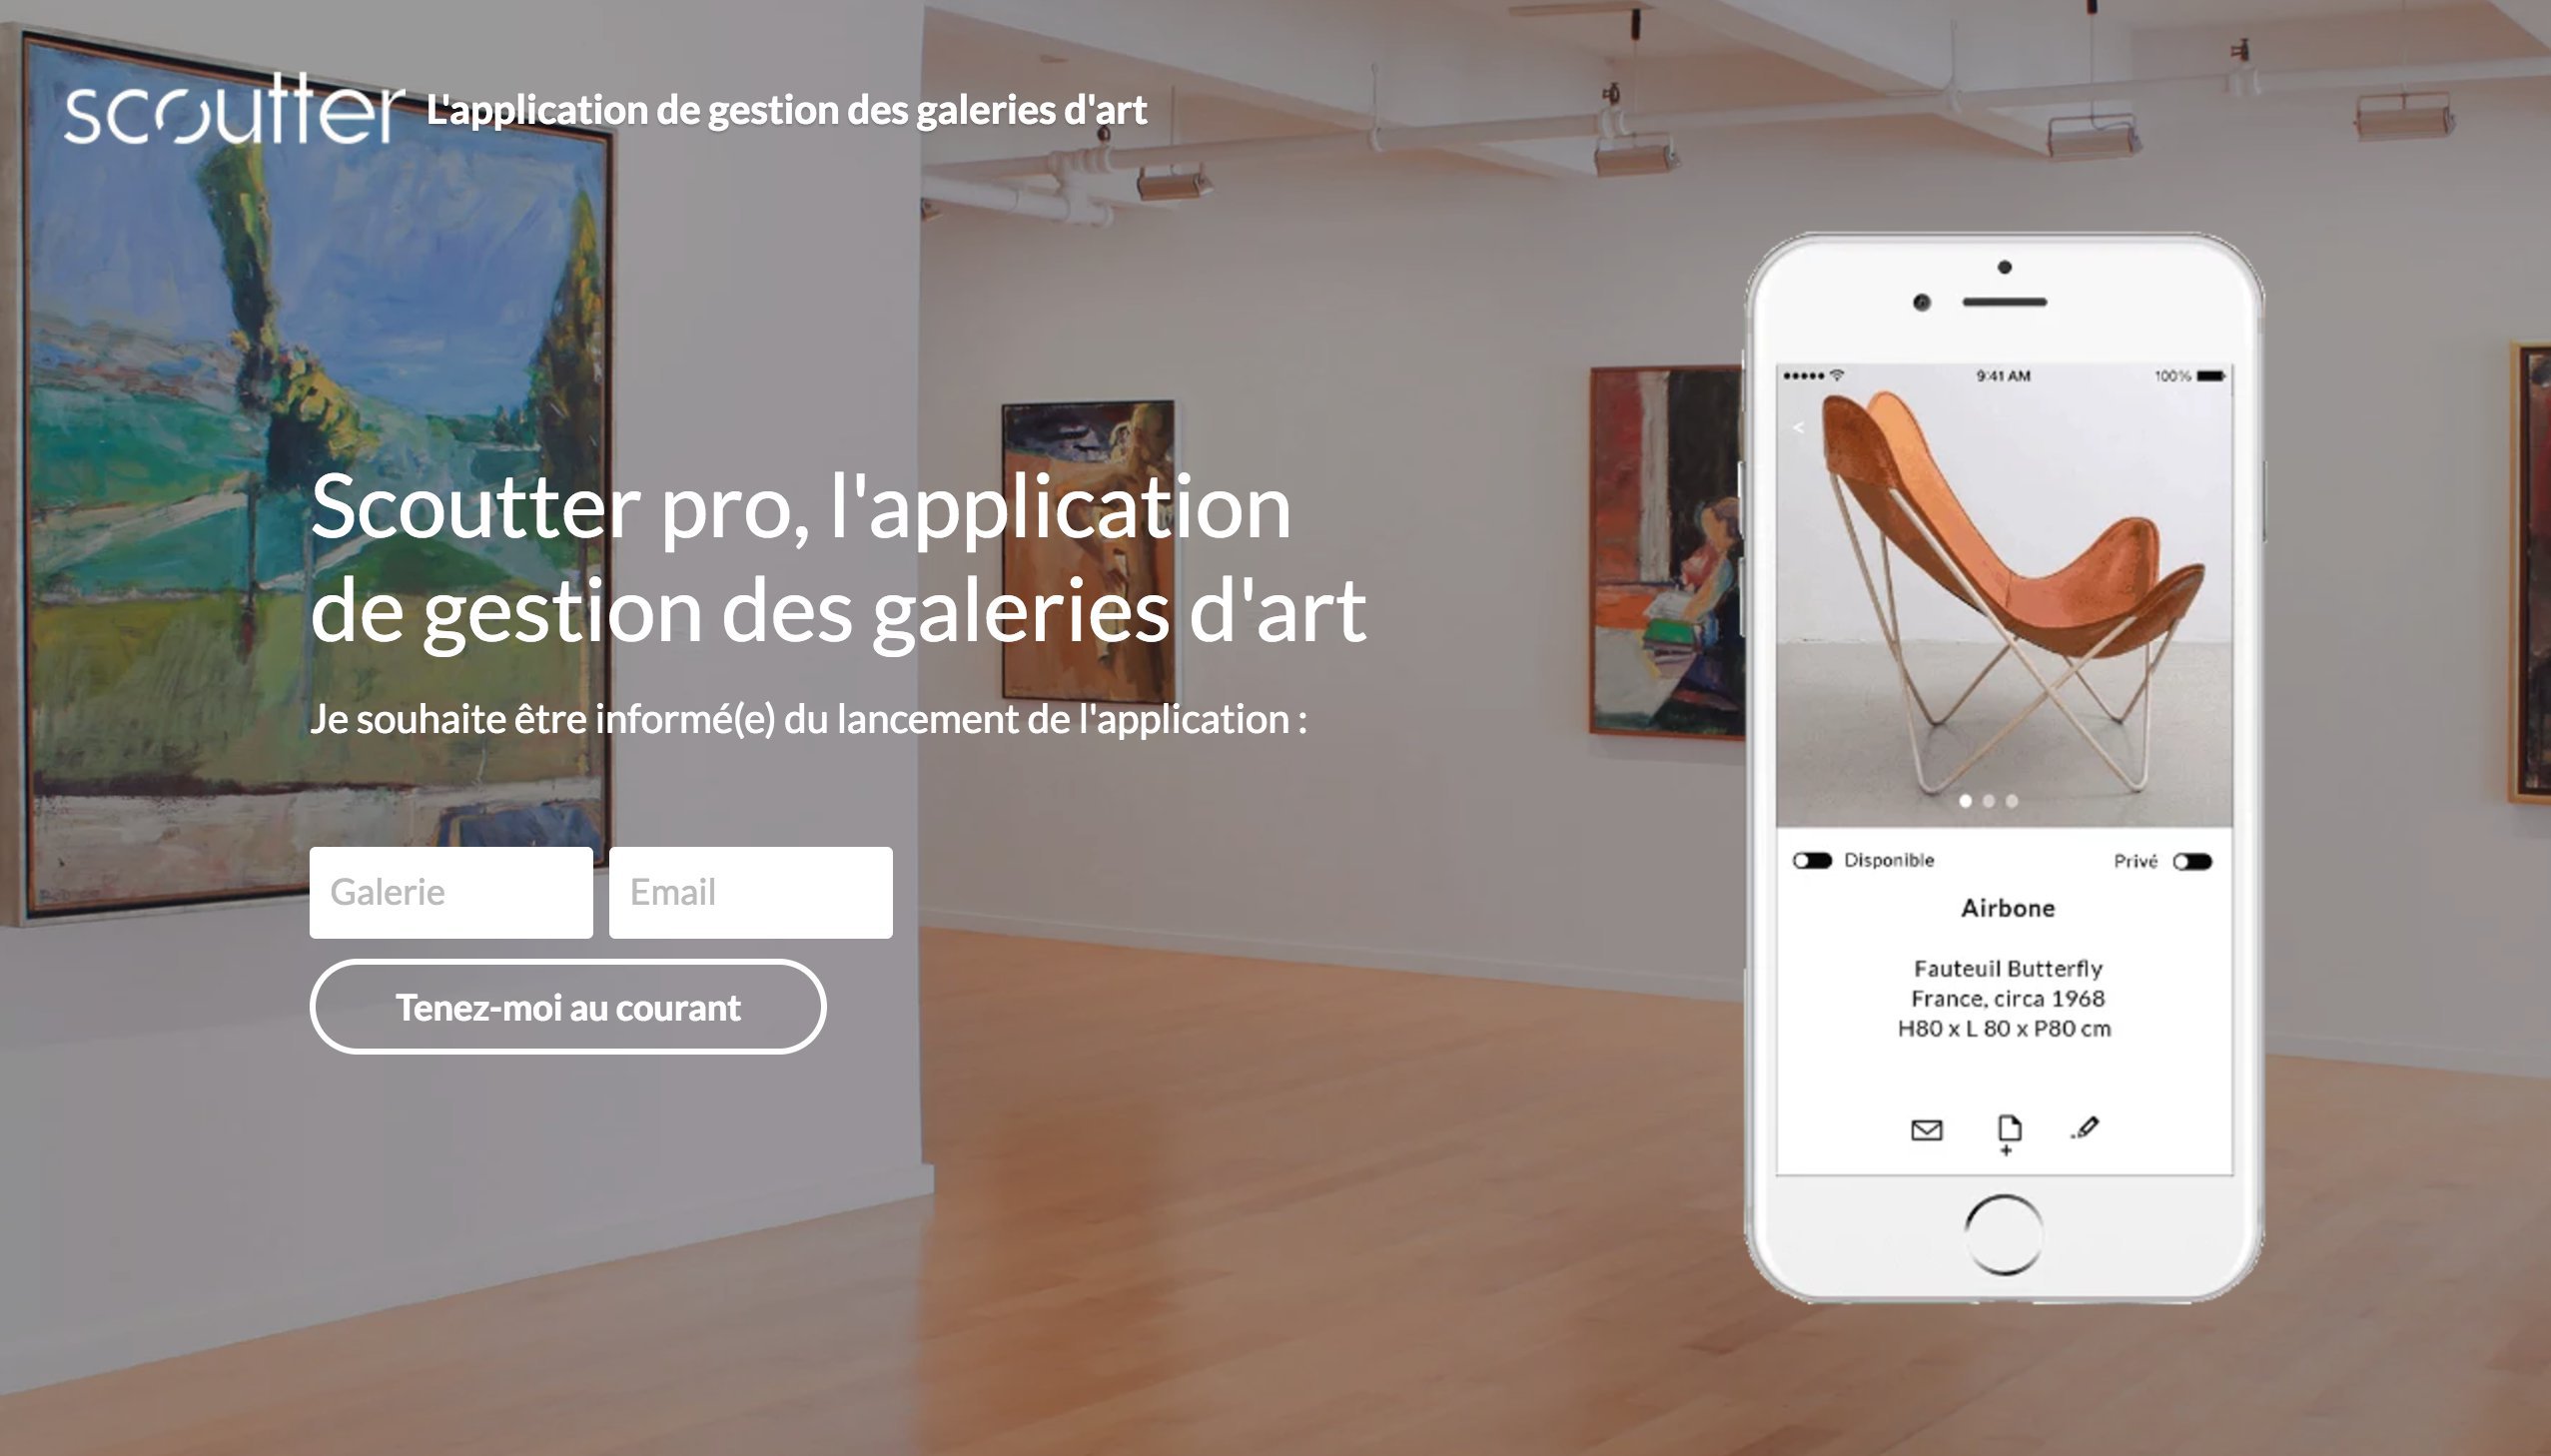 scoutter L'application de gestion des galeries d'art
Scoutter pro, l'application
de gestion des galeries d'art
Je souhaite être informé(e) du lancement de l'application :
Galerie
Email
Tenez-moi au courant
9:41 AM
100%
<
Disponible
Privé
Airbone
Fauteuil Butterfly
France, circa 1968
H80 x L 80 x P80 cm